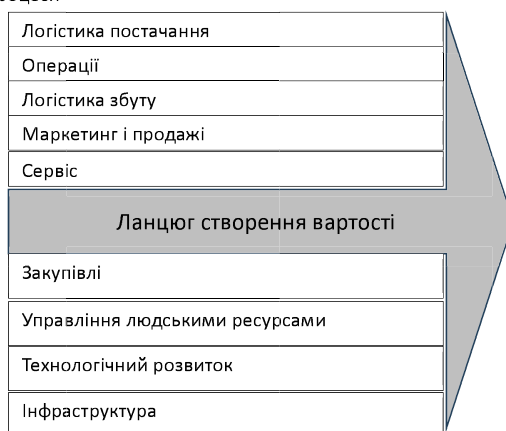 Логістика постачання
Операції
Логістика збуту
Маркетинг і продажі
Сервіс
Ланцюг створення вартості
Закупівлі
Управління людськими ресурсами
Технологічний розвиток
Інфраструктура